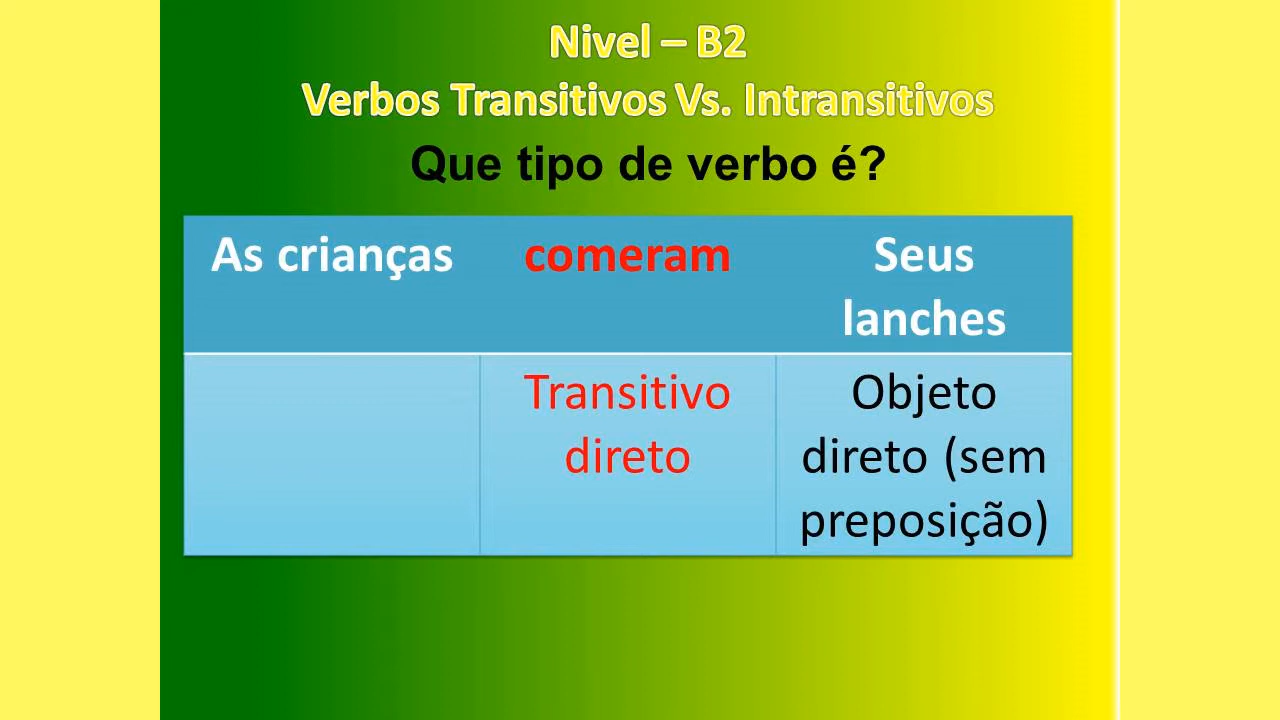 Nivel – B2
Verbos Transitivos Vs. Intransitivos
Que tipo de verbo é?
As crianças comeram Seus
lanches
Transitivo Objeto
direto direto (sem
preposição)